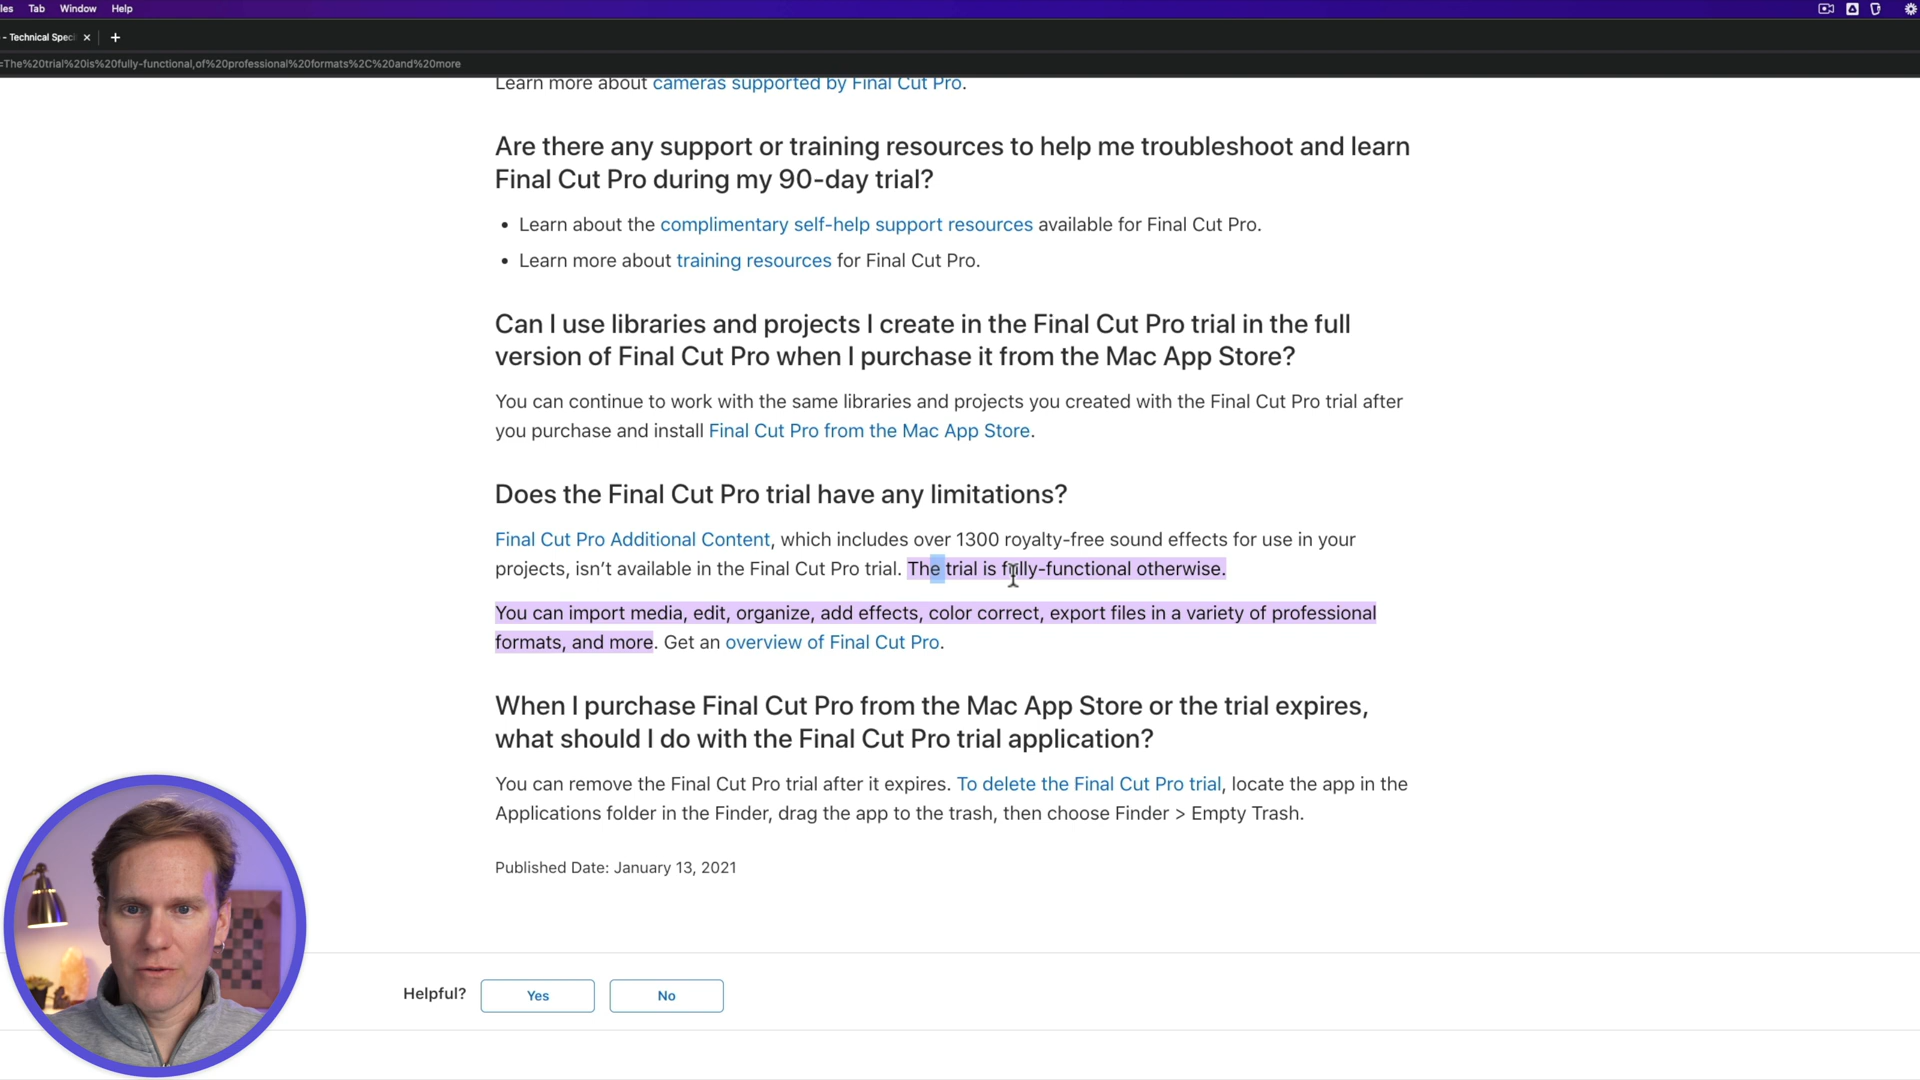 les Tab Window Help
- Technical Speci
=The%20trial%20is%20fully-functional,of%20professional%20formats%2C%20and%20more
Learn more about cameras supported by Final Cut Pro.
Are there any support or training resources to help me troubleshoot and learn
Final Cut Pro during my 90-day trial?
• Learn about the complimentary self-help support resources available for Final Cut Pro.
• Learn more about training resources for Final Cut Pro.
Can I use libraries and projects I create in the Final Cut Pro trial in the full
version of Final Cut Pro when I purchase it from the Mac App Store?
You can continue to work with the same libraries and projects you created with the Final Cut Pro trial after
you purchase and install Final Cut Pro from the Mac App Store.
Does the Final Cut Pro trial have any limitations?
Final Cut Pro Additional Content, which includes over 1300 royalty-free sound effects for use in your
projects, isn’t available in the Final Cut Pro trial. The trial is fully-functional otherwise.
You can import media, edit, organize, add effects, color correct, export files in a variety of professional
formats, and more. Get an overview of Final Cut Pro.
When I purchase Final Cut Pro from the Mac App Store or the trial expires,
what should I do with the Final Cut Pro trial application?
You can remove the Final Cut Pro trial after it expires. To delete the Final Cut Pro trial, locate the app in the
Applications folder in the Finder, drag the app to the trash, then choose Finder > Empty Trash.
Published Date: January 13, 2021
Helpful? Yes No